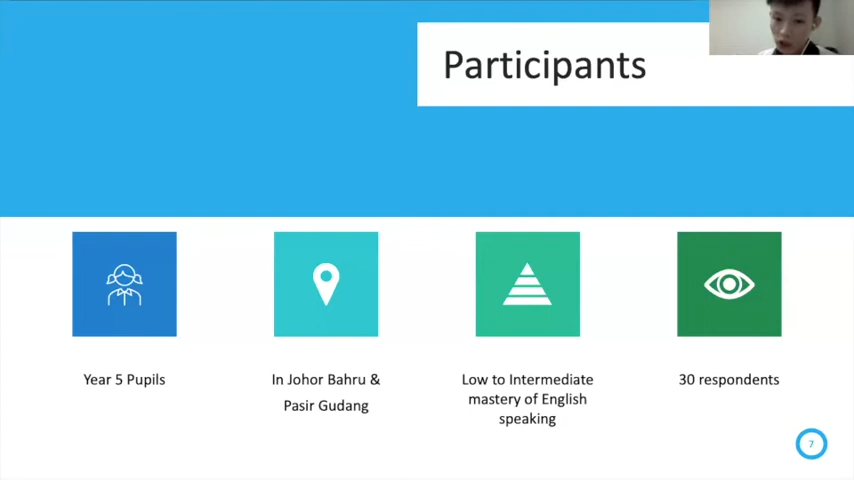 Participants
Year 5 Pupils
In Johor Bahru &
Pasir Gudang
Low to Intermediate
mastery of English
speaking
30 respondents
7